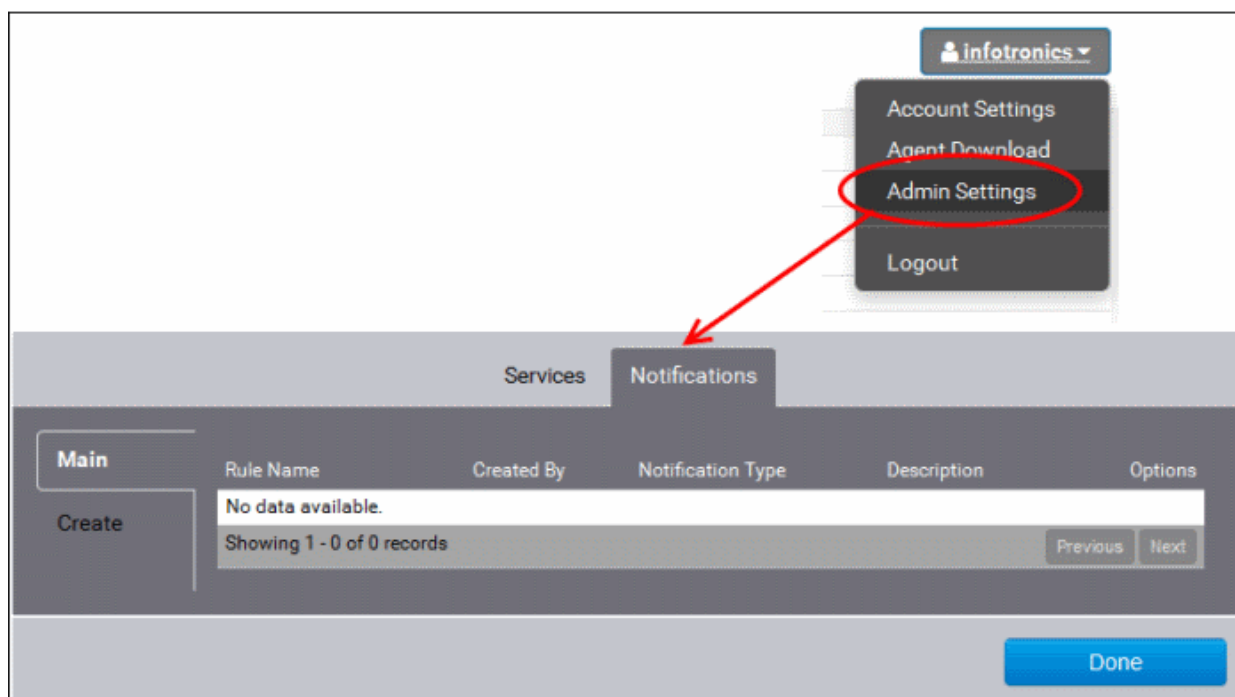 infotronics
Account Settings
Agent Download
Admin Settings
Logout
Services Notifications
Main
Create
Rule Name Created By Notification Type Description Options
No data available.
Showing 1 - 0 of 0 records Previous Next
Done